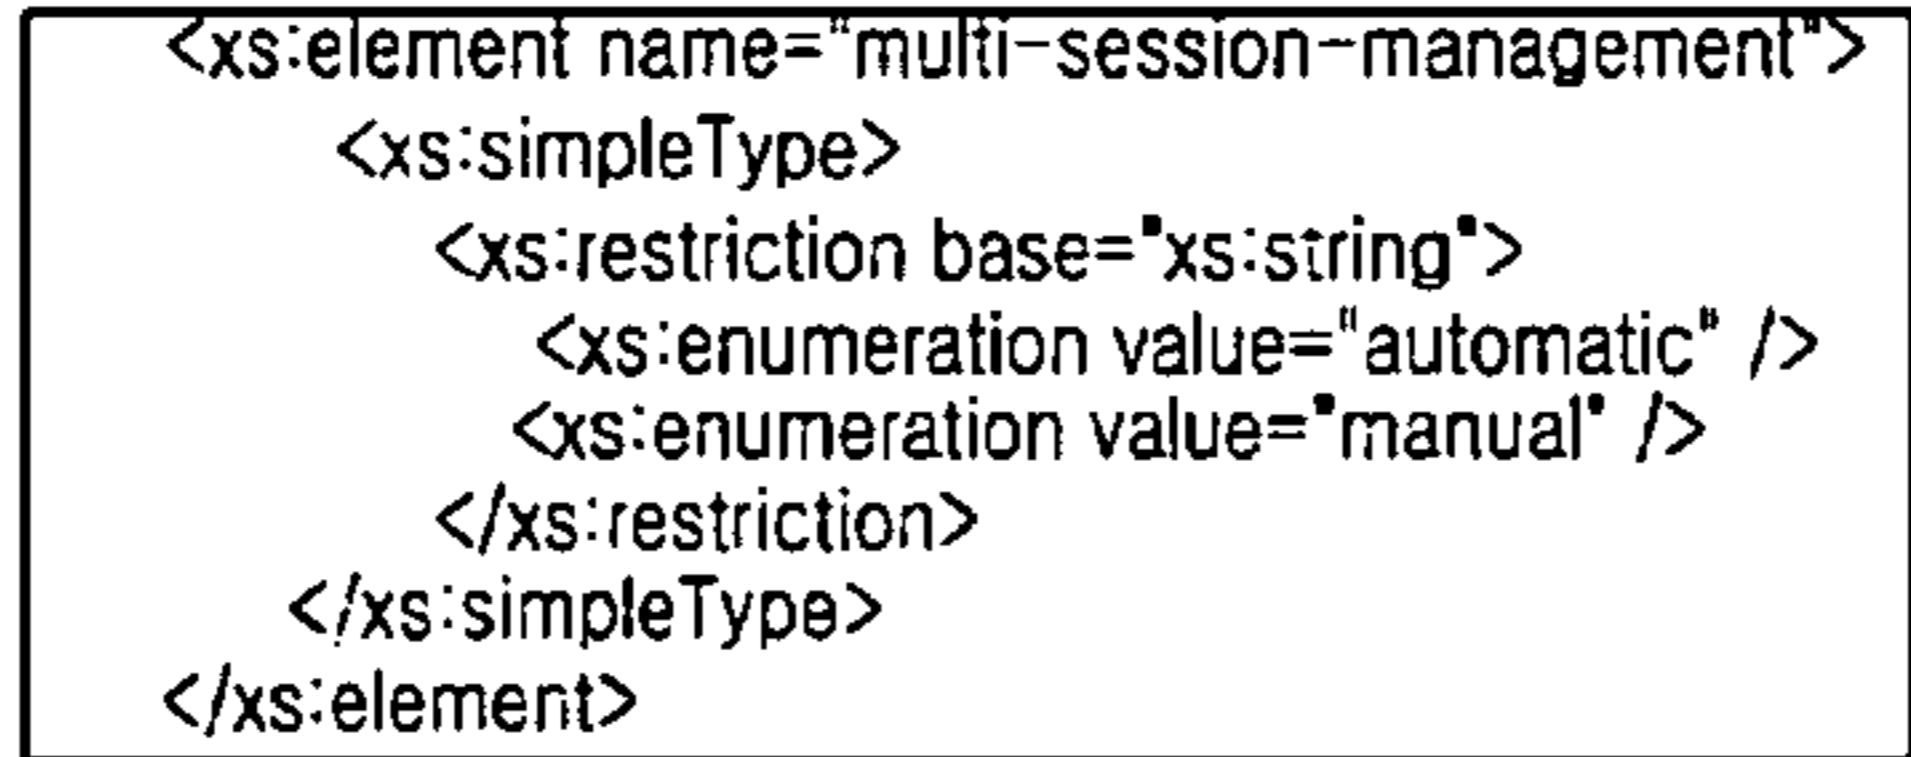 <xs:element name="multi-session-management">
<xs:simpleType>
<xs:restriction base="xs:string">
<xs:enumeration value="automatic" />
<xs:enumeration value="manual" />
</xs:restriction>
</xs:simpleType>
</xs:element>